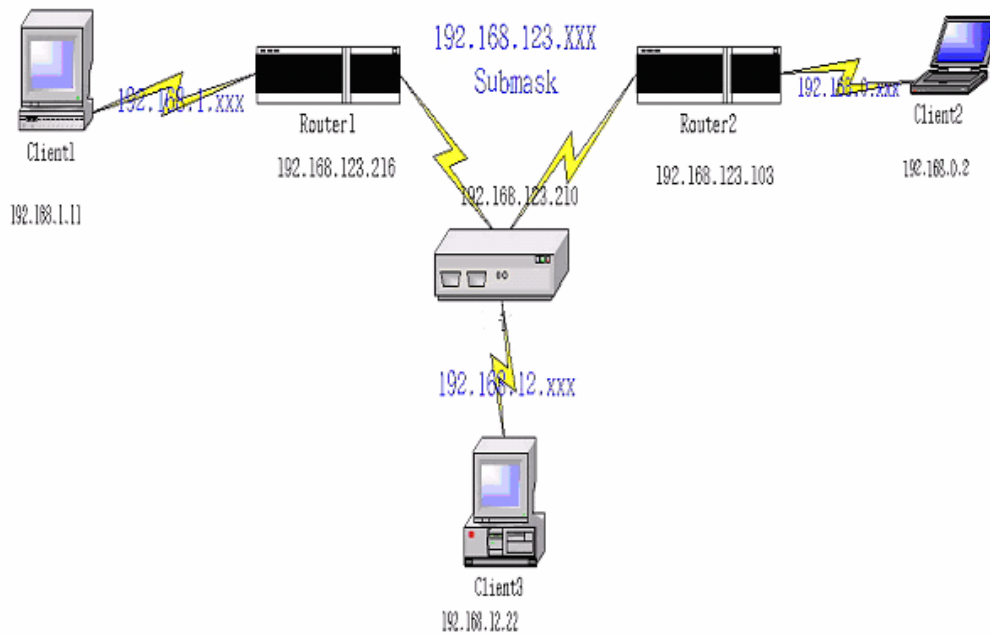 192.168.123.XXX
Submask
192.168.1.xxx
192.168.0.xxx
Router1
Router2
Client1
Client2
192.168.123.216
192.168.123.103
192.168.0.2
192.168.1.11
192.168.123.210
192.168.12.xxx
Client3
192.168.12.22